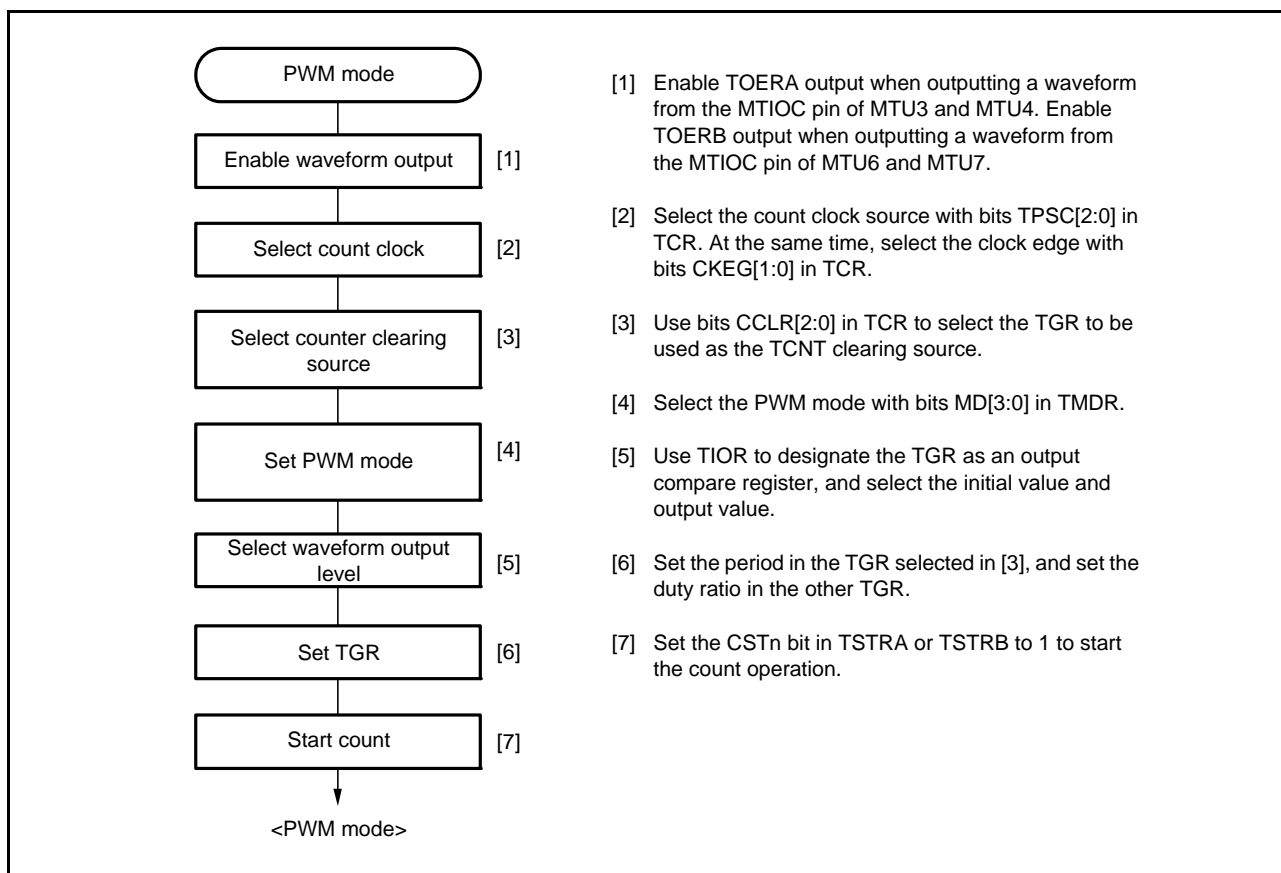 PWM mode
Enable waveform output [1]
Select count clock [2]
Select counter clearing
source
[3]
Set PWM mode [4]
Select waveform output
level
[5]
Set TGR [6]
Start count [7]
<PWM mode>
[1] Enable TOERA output when outputting a waveform
from the MTIOC pin of MTU3 and MTU4. Enable
TOERB output when outputting a waveform from
the MTIOC pin of MTU6 and MTU7.
[2] Select the count clock source with bits TPSC[2:0] in
TCR. At the same time, select the clock edge with
bits CKEG[1:0] in TCR.
[3] Use bits CCLR[2:0] in TCR to select the TGR to be
used as the TCNT clearing source.
[4] Select the PWM mode with bits MD[3:0] in TMDR.
[5] Use TIOR to designate the TGR as an output
compare register, and select the initial value and
output value.
[6] Set the period in the TGR selected in [3], and set the
duty ratio in the other TGR.
[7] Set the CSTn bit in TSTRA or TSTRB to 1 to start
the count operation.